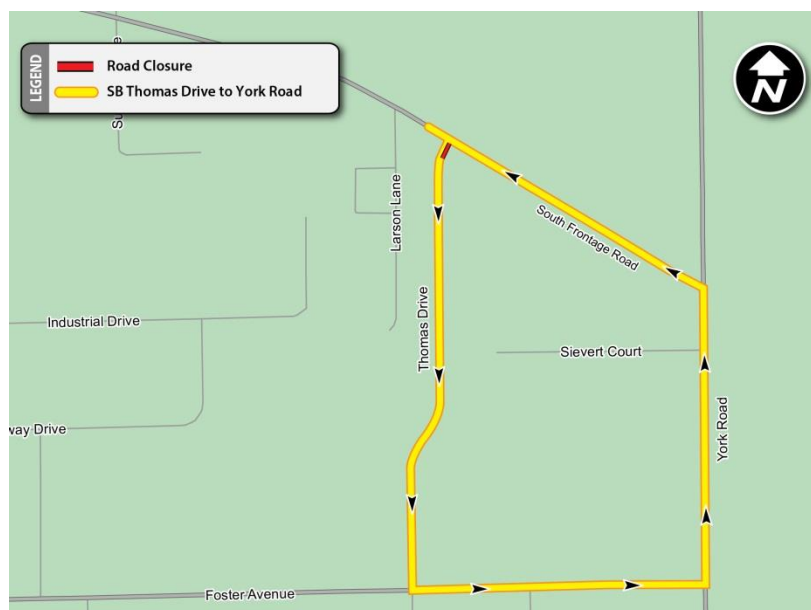 LEGEND
Road Closure
SB Thomas Drive to York Road
N
Su
e
Larson Lane
South Frontage Road
Industrial Drive
Thomas Drive
Sievert Court
way Drive
York Road
Foster Avenue